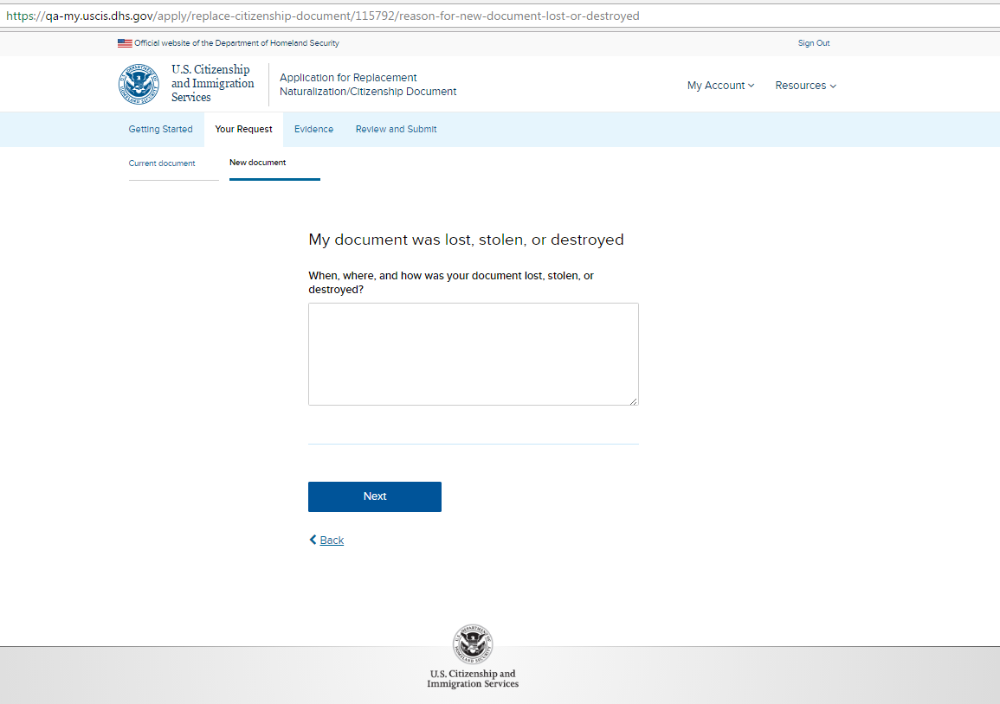 https://qa-my.uscis.dhs.gov/apply/replace-citizenship-document/115792/reason-for-new-document-lost-or-destroyed
Official website of the Department of Homeland Security
Sign Out
U.S. Citizenship
and Immigration
Services
Application for Replacement
Naturalization/Citizenship Document
My Account
Resources
Getting Started
Your Request
Evidence
Review and Submit
Current document
New document
My document was lost, stolen, or destroyed
When, where, and how was your document lost, stolen, or
destroyed?
Next
Back
U.S. Citizenship and
Immigration Services